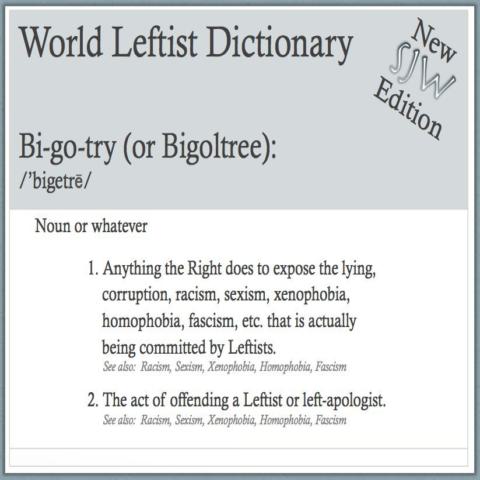 World Leftist Dictionary
New
SJW
Edition
Bi-go-try (or Bigoltree):
/'bigetrē/
Noun or whatever
1. Anything the Right does to expose the lying,
corruption, racism, sexism, xenophobia,
homophobia, fascism, etc. that is actually
being committed by Leftists.
See also: Racism, Sexism, Xenophobia, Homophobia, Fascism
2. The act of offending a Leftist or left-apologist.
See also: Racism, Sexism, Xenophobia, Homophobia, Fascism